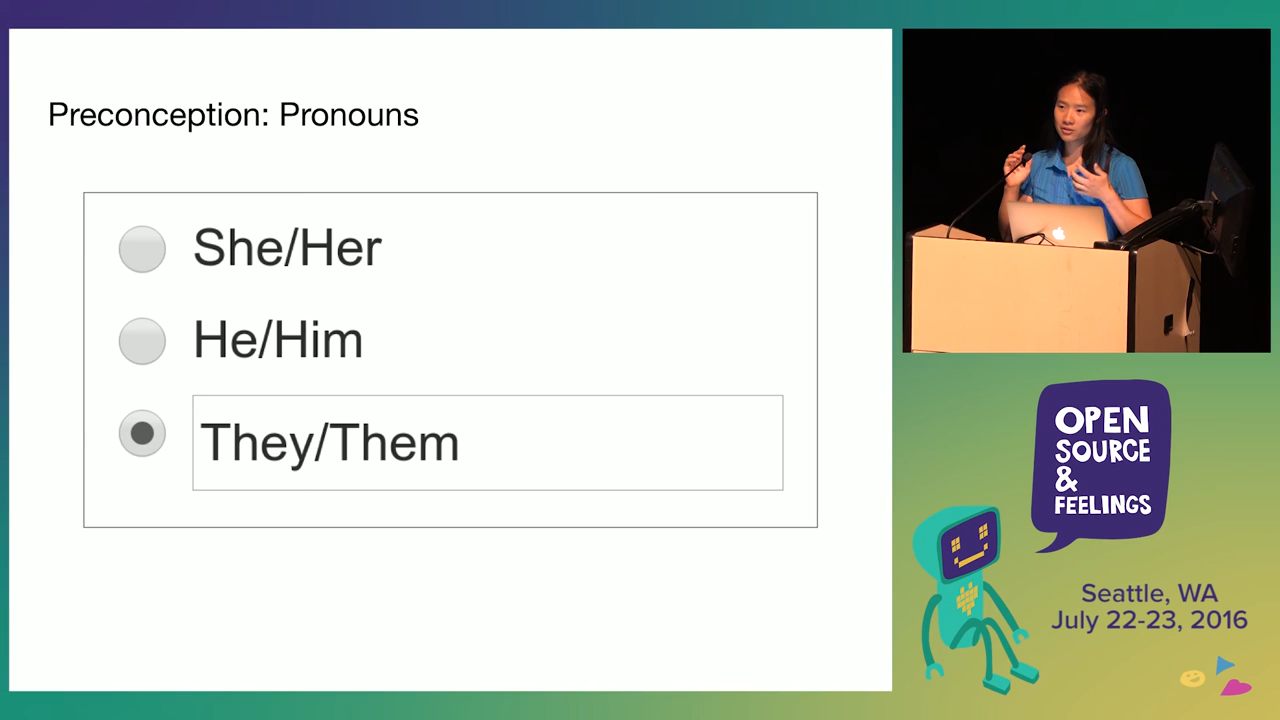 Preconception: Pronouns
She/Her
He/Him
They/Them
OPEN
SOURCE
&
FEELINGS
Seattle, WA
July 22-23, 2016